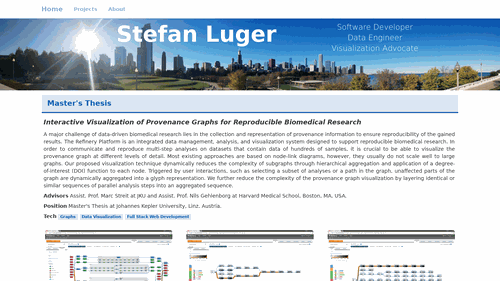 Home Projects About
Stefan Luger
Software Developer
Data Engineer
Visualization Advocate
Master's Thesis
Interactive Visualization of Provenance Graphs for Reproducible Biomedical Research
A major challenge of data-driven biomedical research lies in the collection and representation of provenance information to ensure reproducibility of the gained
results. The Refinery Platform is an integrated data management, analysis, and visualization system designed to support reproducible biomedical research. In
order to communicate and reproduce multi-step analyses on datasets that contain data of hundreds of samples, it is crucial to be able to visualize the
provenance graph at different levels of detail. Most existing approaches are based on node-link diagrams, however, they usually do not scale well to large
graphs. Our proposed visualization technique dynamically reduces the complexity of subgraphs through hierarchical aggregation and application of a degree-
of-interest (DOI) function to each node. Triggered by user interactions, such as selecting a subset of analyses or a path in the graph, unaffected parts of the
graph are dynamically aggregated into a glyph representation. We further reduce the complexity of the provenance graph visualization by layering identical or
similar sequences of parallel analysis steps into an aggregated sequence.
Advisors Assist. Prof. Marc Streit at JKU and Assist. Prof. Nils Gehlenborg at Harvard Medical School, Boston, MA, USA.
Position Master's Thesis at Johannes Kepler University, Linz, Austria.
Tech Graphs Data Visualization Full Stack Web Development